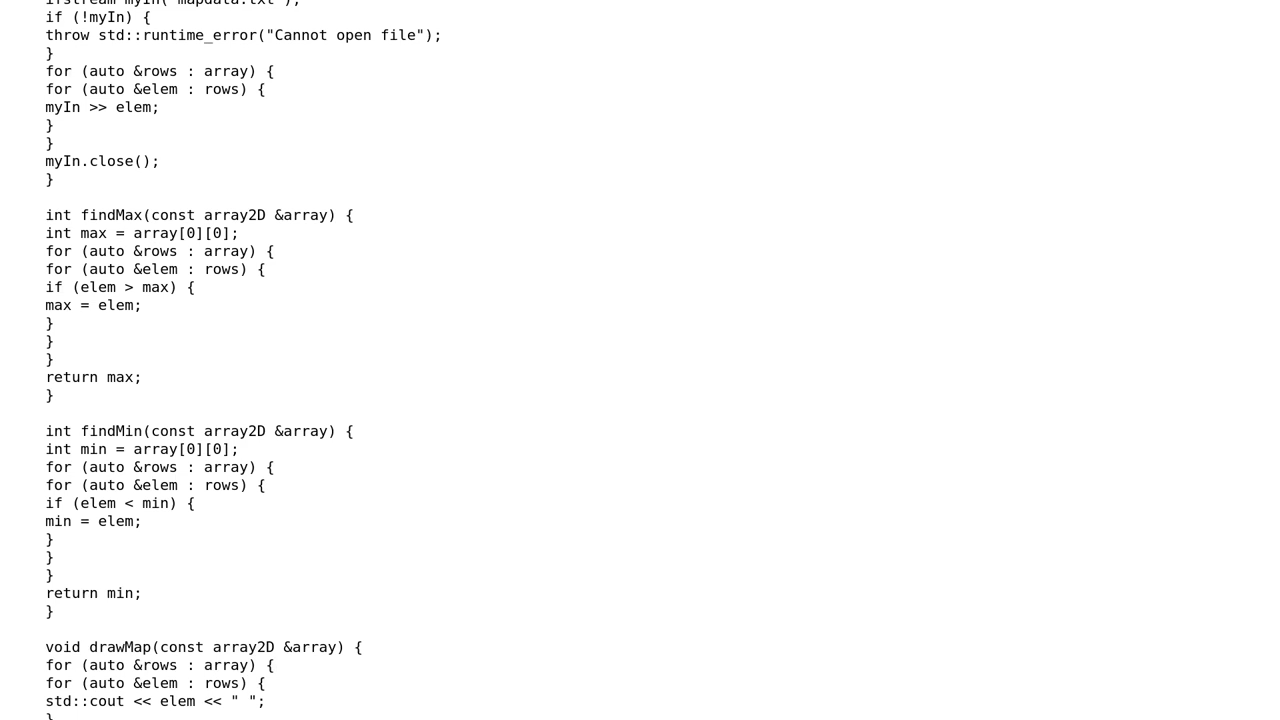 ifstream myIn("mapdata.txt");
if (!myIn) {
throw std::runtime_error("Cannot open file");
}
for (auto &rows : array) {
for (auto &elem : rows) {
myIn >> elem;
}
}
myIn.close();
}

int findMax(const array2D &array) {
int max = array[0][0];
for (auto &rows : array) {
for (auto &elem : rows) {
if (elem > max) {
max = elem;
}
}
}
return max;
}

int findMin(const array2D &array) {
int min = array[0][0];
for (auto &rows : array) {
for (auto &elem : rows) {
if (elem < min) {
min = elem;
}
}
}
return min;
}

void drawMap(const array2D &array) {
for (auto &rows : array) {
for (auto &elem : rows) {
std::cout << elem << " ";
}